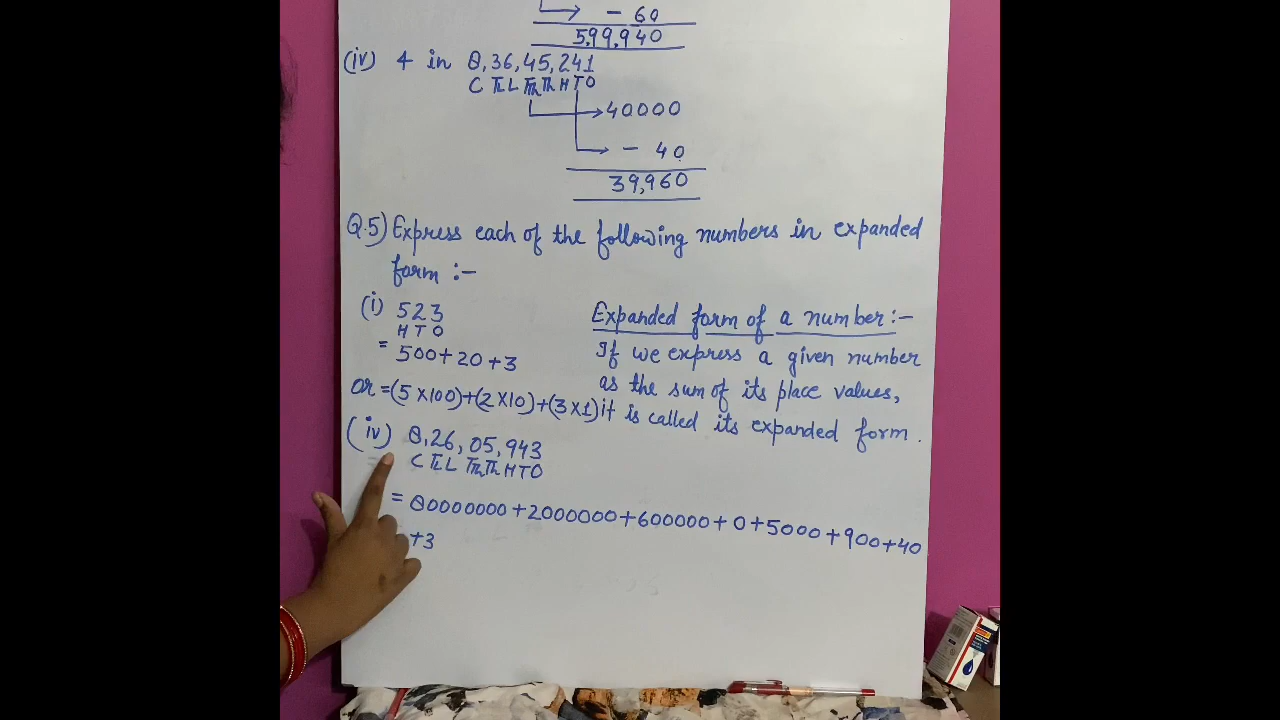 - 60
5,99,940
(iv) 4 in 8,36,45,241
C TL L TTh Th H T O
40000
- 40
39,960
Q.5) Express each of the following numbers in expanded
form :-
(i) 523
H T O
= 500 + 20 + 3
or = (5 × 100) + (2 × 10) + (3 × 1)
Expanded form of a number:-
If we express a given number
as the sum of its place values,
it is called its expanded form.
(iv) 8,26,05,943
C TL L TTh Th H T O
= 80000000 + 2000000 + 600000 + 0 + 5000 + 900 + 40
+3